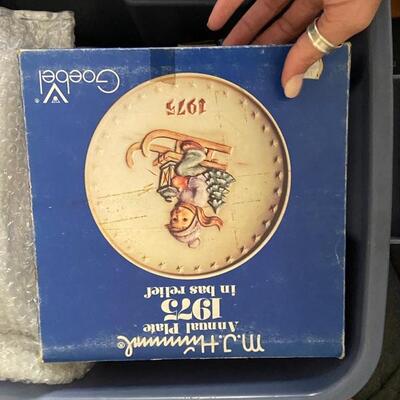 M.J. Hummel®
Annual Plate
1975
in bas relief
1975
Goebel®